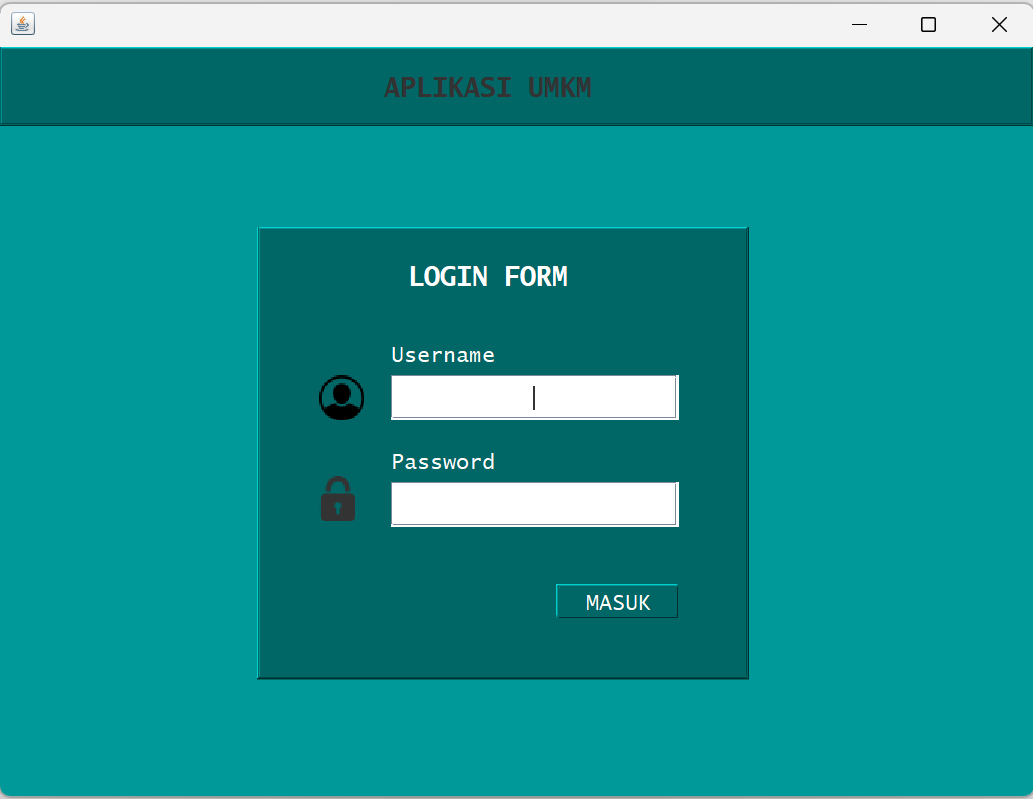 APLIKASI UMKM
LOGIN FORM
Username
Password
MASUK